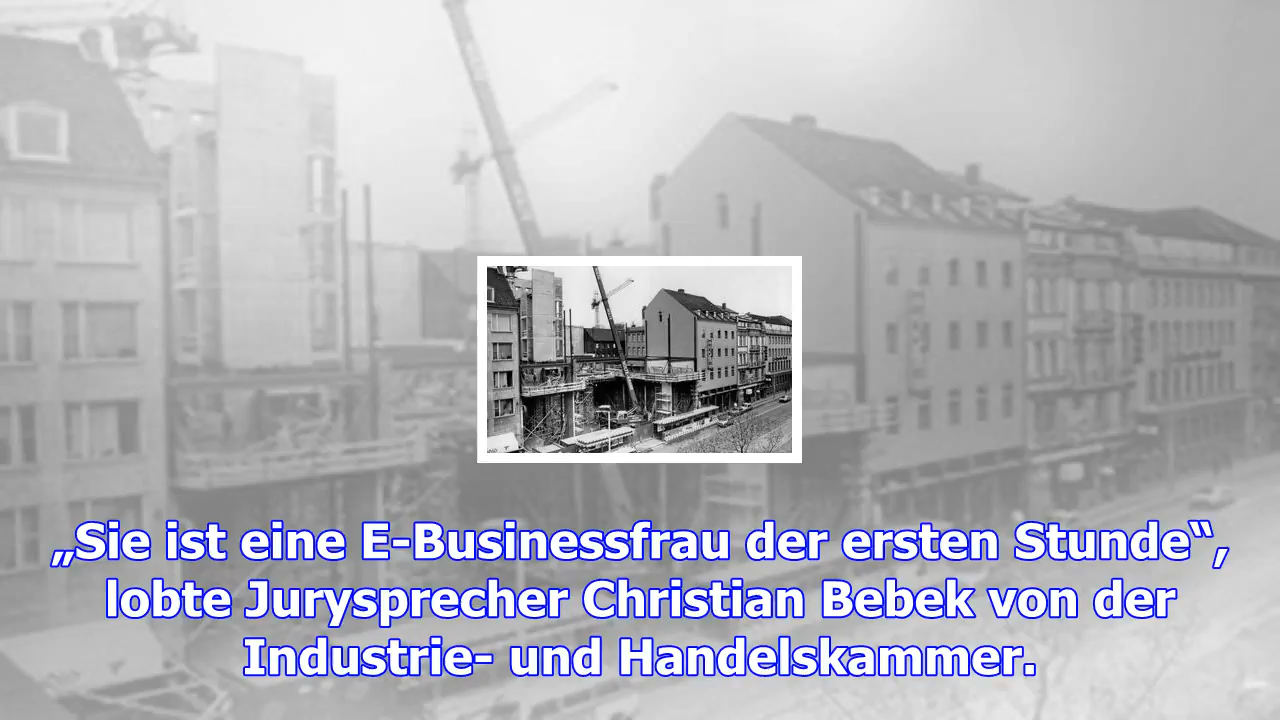 „Sie ist eine E-Businessfrau der ersten Stunde“,
lobte Jurysprecher Christian Bebek von der
Industrie- und Handelskammer.